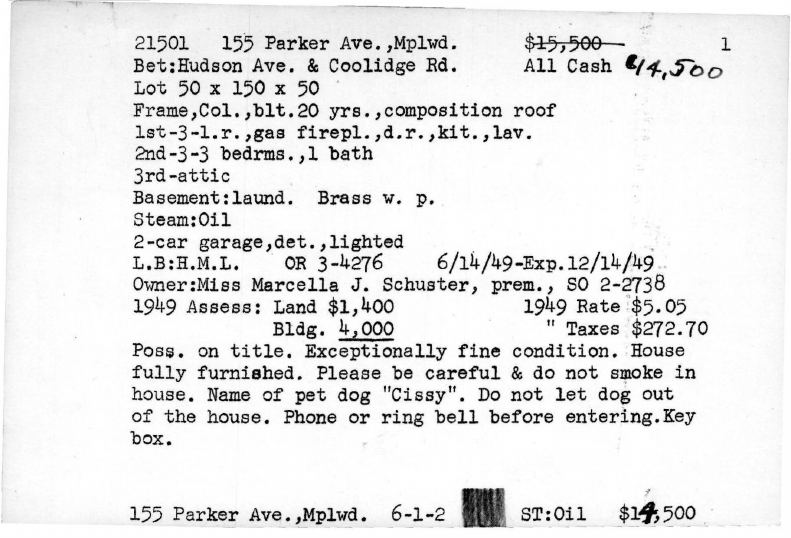 21501 155 Parker Ave.,Mplwd. $15,500 1
Bet:Hudson Ave. & Coolidge Rd. All Cash $14,500
Lot 50 x 150 x 50
Frame,Col.,blt.20 yrs.,composition roof
1st-3-l.r.,gas firepl.,d.r.,kit.,lav.
2nd-3-3 bedrms.,1 bath
3rd-attic
Basement:laund. Brass w. p.
Steam:Oil
2-car garage,det.,lighted
L.B:H.M.L. OR 3-4276 6/14/49-Exp.12/14/49
Owner:Miss Marcella J. Schuster, prem., SO 2-2738
1949 Assess: Land $1,400 1949 Rate $5.05
Bldg. 4,000 " Taxes $272.70
Poss. on title. Exceptionally fine condition. House
fully furnished. Please be careful & do not smoke in
house. Name of pet dog "Cissy". Do not let dog out
of the house. Phone or ring bell before entering.Key
box.
155 Parker Ave.,Mplwd. 6-1-2 ST:Oil $14,500